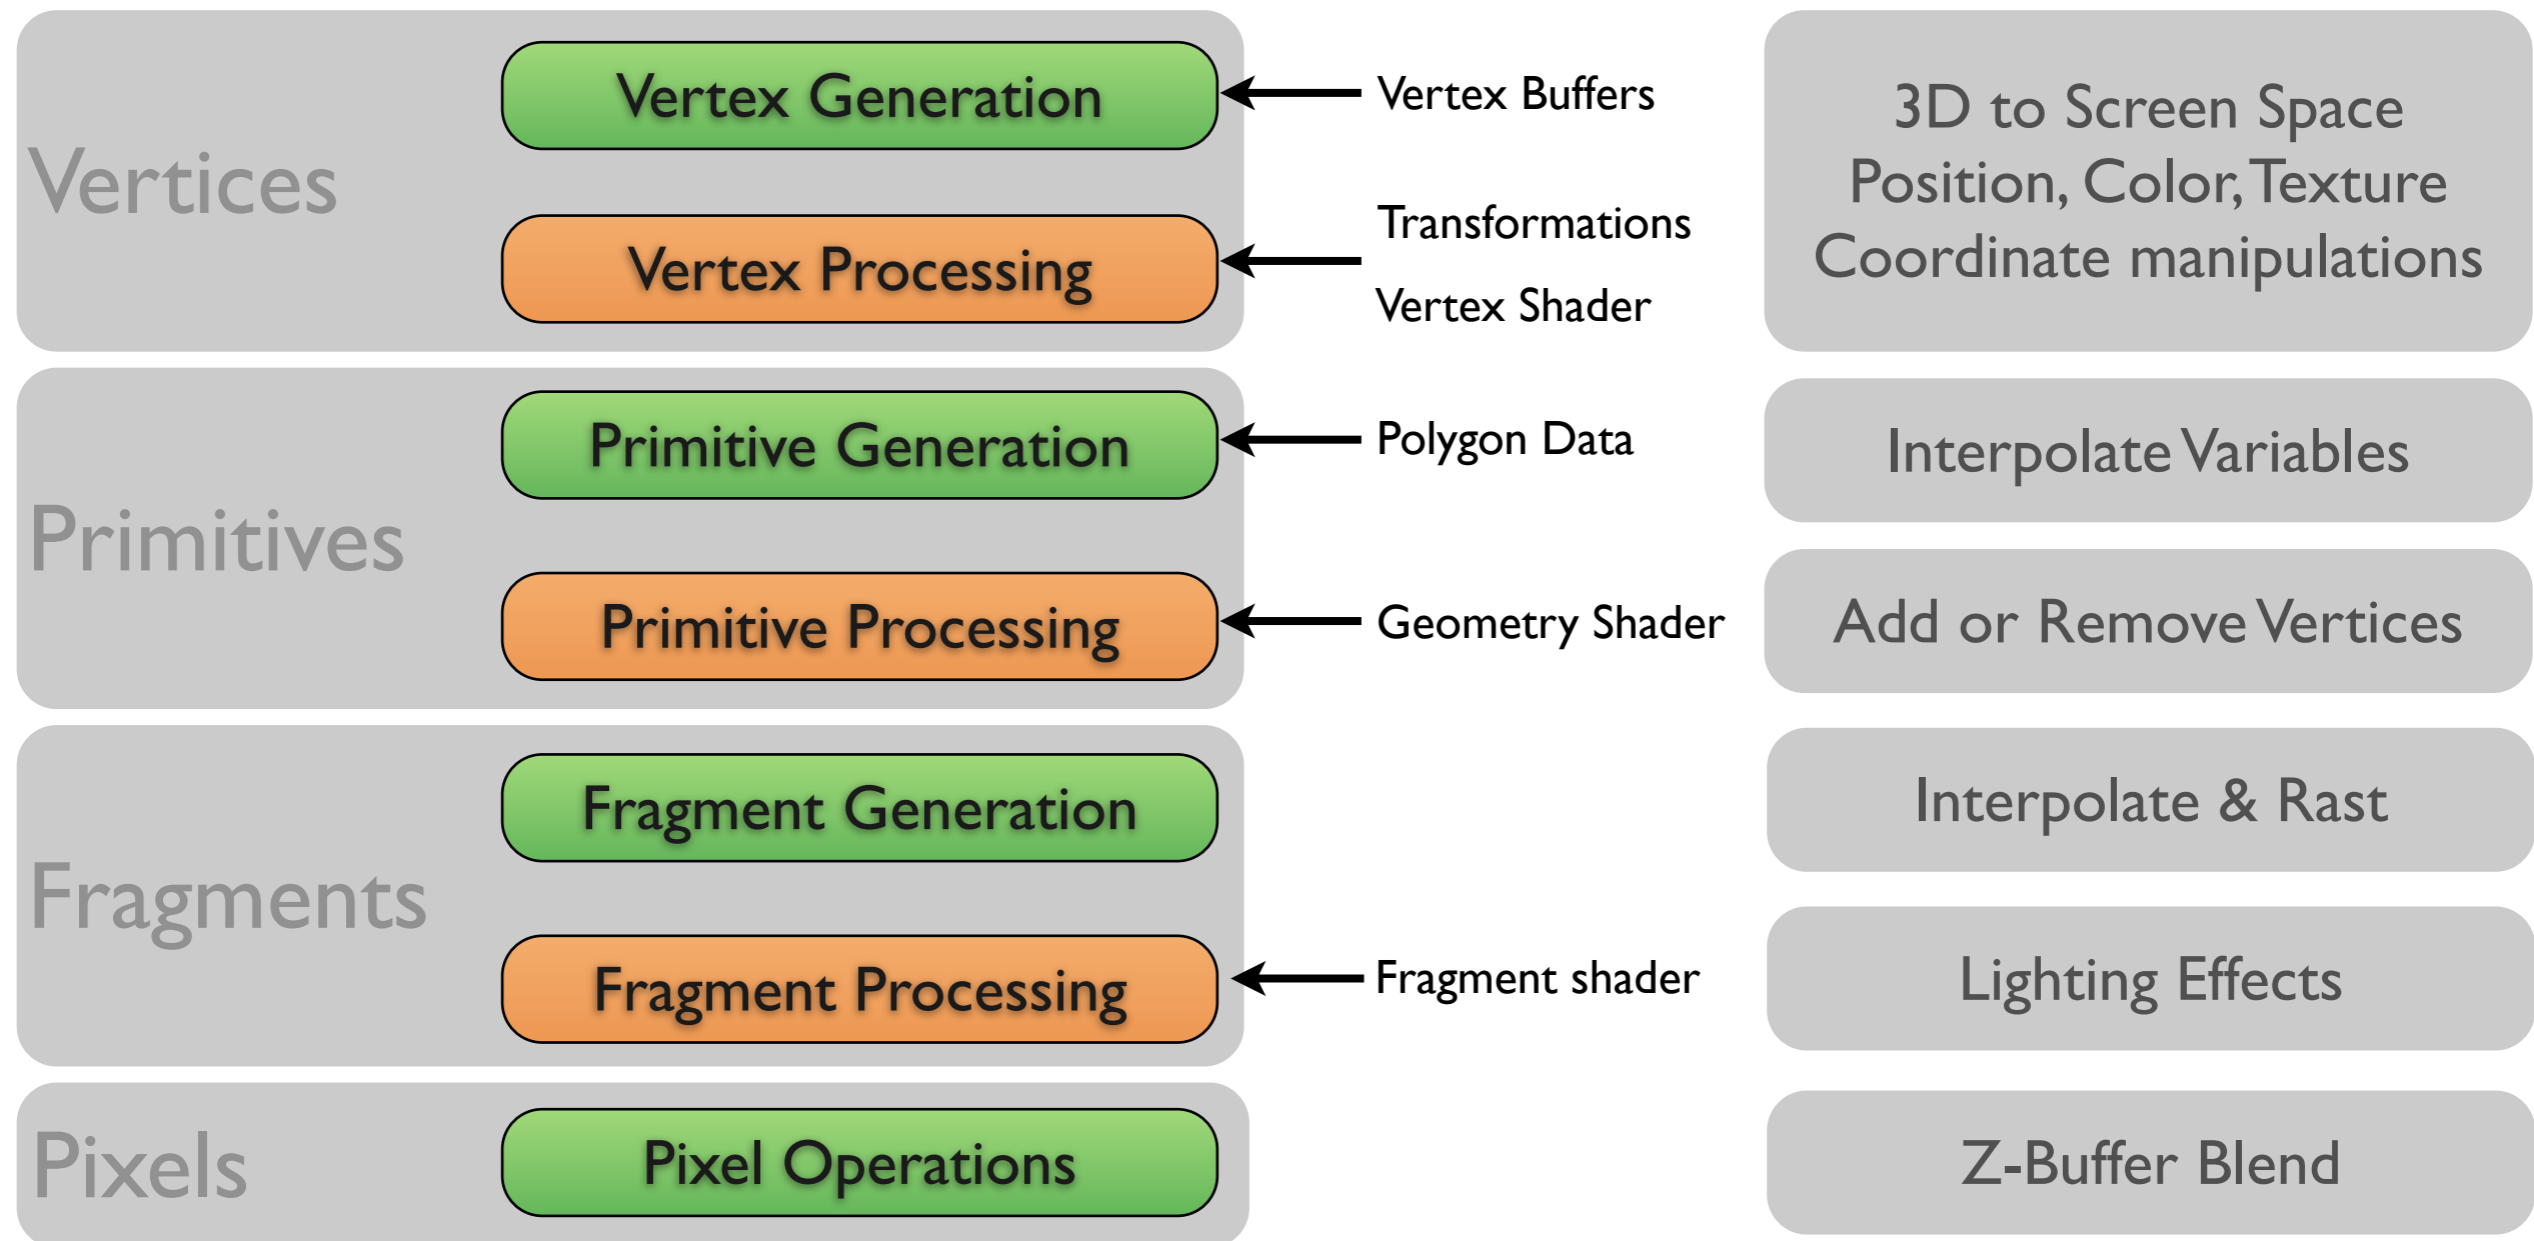 Vertices
Vertex Generation
Vertex Buffers
Vertex Processing
Transformations
Vertex Shader
3D to Screen Space
Position, Color, Texture
Coordinate manipulations
Primitives
Primitive Generation
Polygon Data
Interpolate Variables
Primitive Processing
Geometry Shader
Add or Remove Vertices
Fragments
Fragment Generation
Interpolate & Rast
Fragment Processing
Fragment shader
Lighting Effects
Pixels
Pixel Operations
Z-Buffer Blend